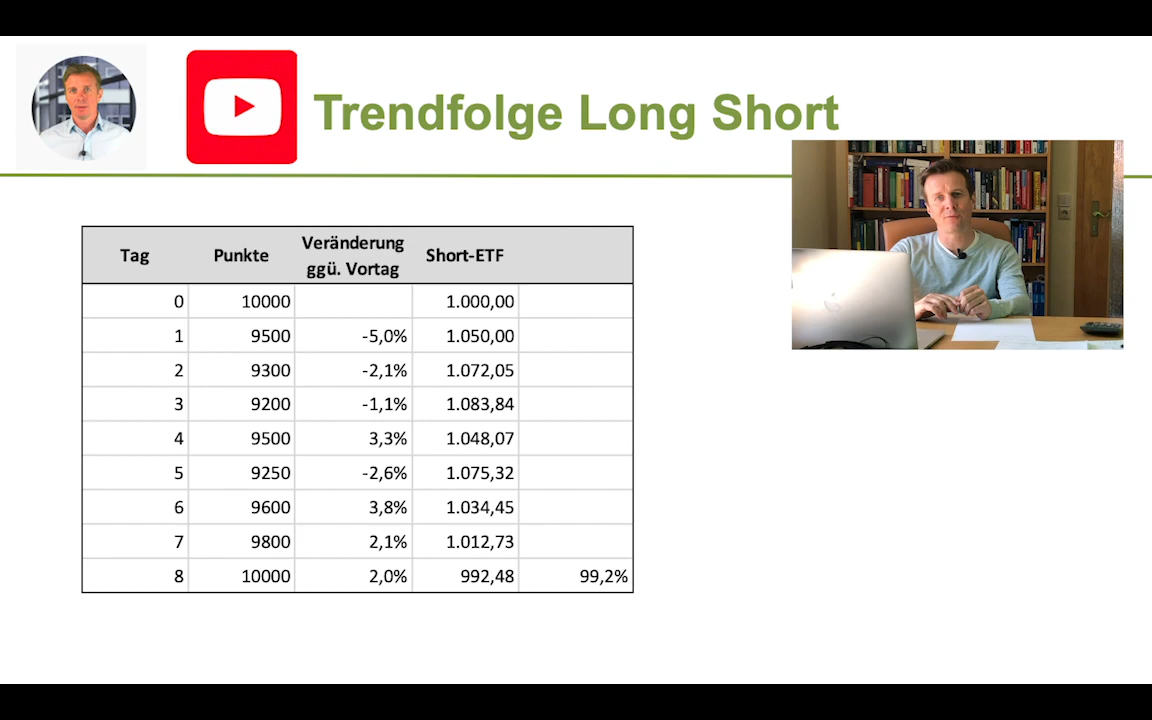 Trendfolge Long Short
Tag Punkte Veränderung ggü. Vortag Short-ETF
0 10000 1.000,00
1 9500 -5,0% 1.050,00
2 9300 -2,1% 1.072,05
3 9200 -1,1% 1.083,84
4 9500 3,3% 1.048,07
5 9250 -2,6% 1.075,32
6 9600 3,8% 1.034,45
7 9800 2,1% 1.012,73
8 10000 2,0% 992,48 99,2%